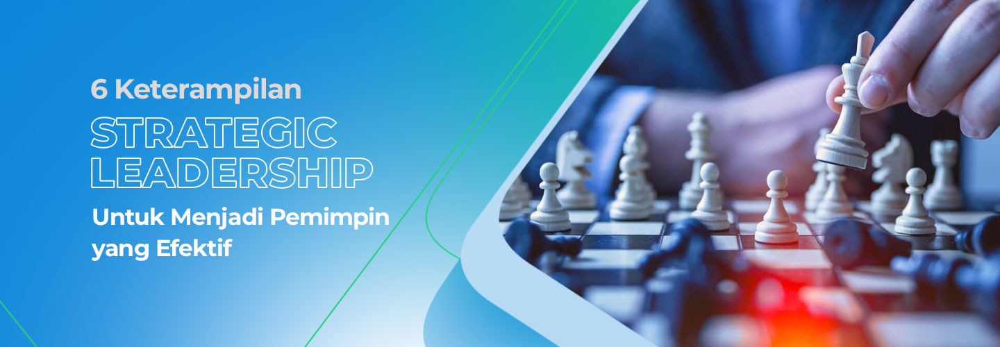 6 Keterampilan
STRATEGIC
LEADERSHIP
Untuk Menjadi Pemimpin
yang Efektif